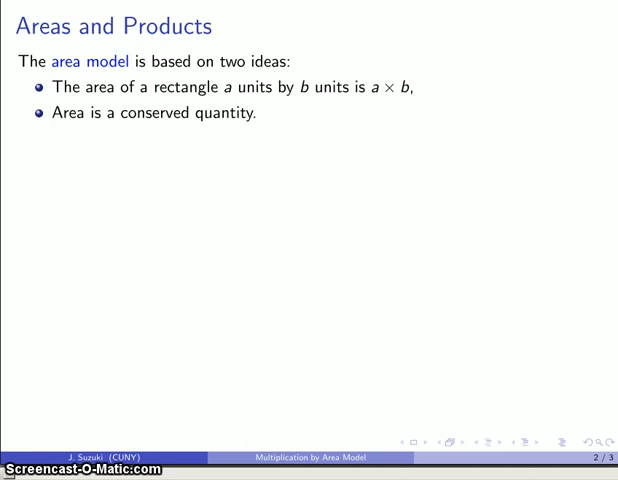 Areas and Products
The area model is based on two ideas:
The area of a rectangle a units by b units is a × b,
Area is a conserved quantity.
J. Suzuki (CUNY)
Multiplication by Area Model
2 / 3
Screencast-O-Matic.com